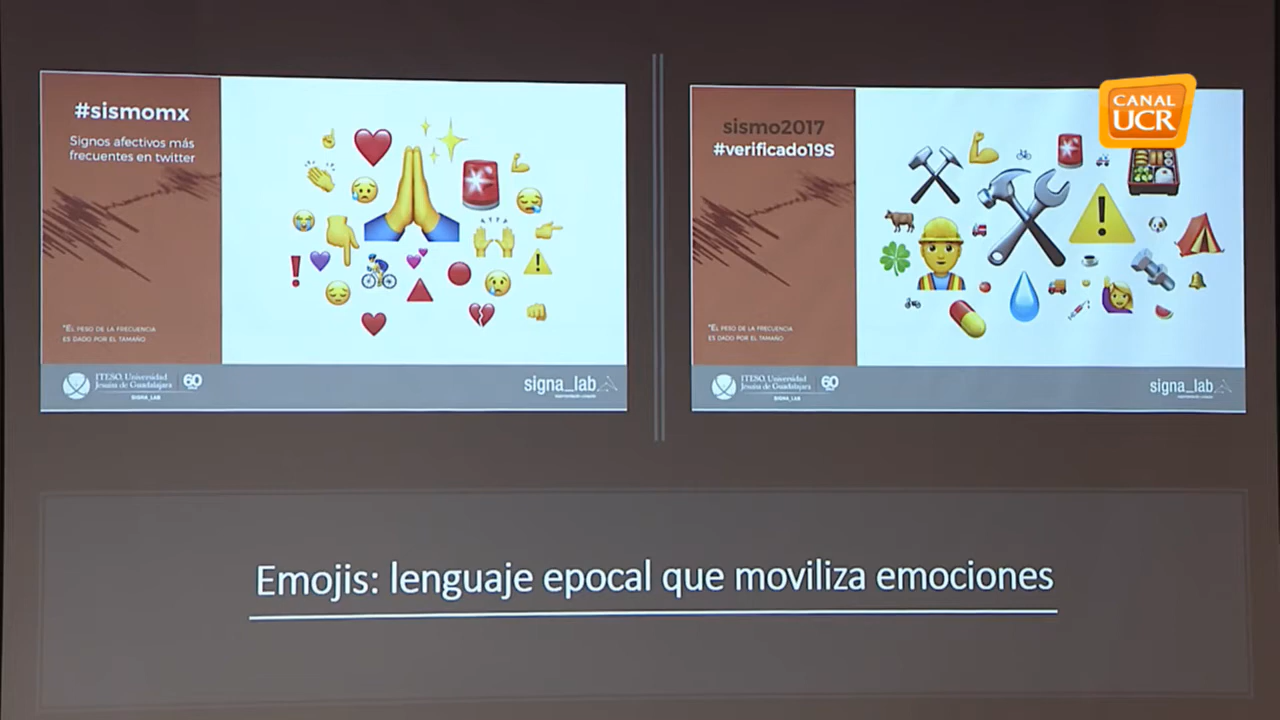 #sismomx
Signos afectivos más
frecuentes en twitter
*EL PESO DE LA FRECUENCIA
ES DADO POR EL TAMAÑO
ITESO, Universidad
Jesuita de Guadalajara
60
SIGNA_LAB
signa_lab
sismo2017
#verificado19S
*EL PESO DE LA FRECUENCIA
ES DADO POR EL TAMAÑO
ITESO, Universidad
Jesuita de Guadalajara
60
SIGNA_LAB
signa_lab
CANAL
UCR
Emojis: lenguaje epocal que moviliza emociones